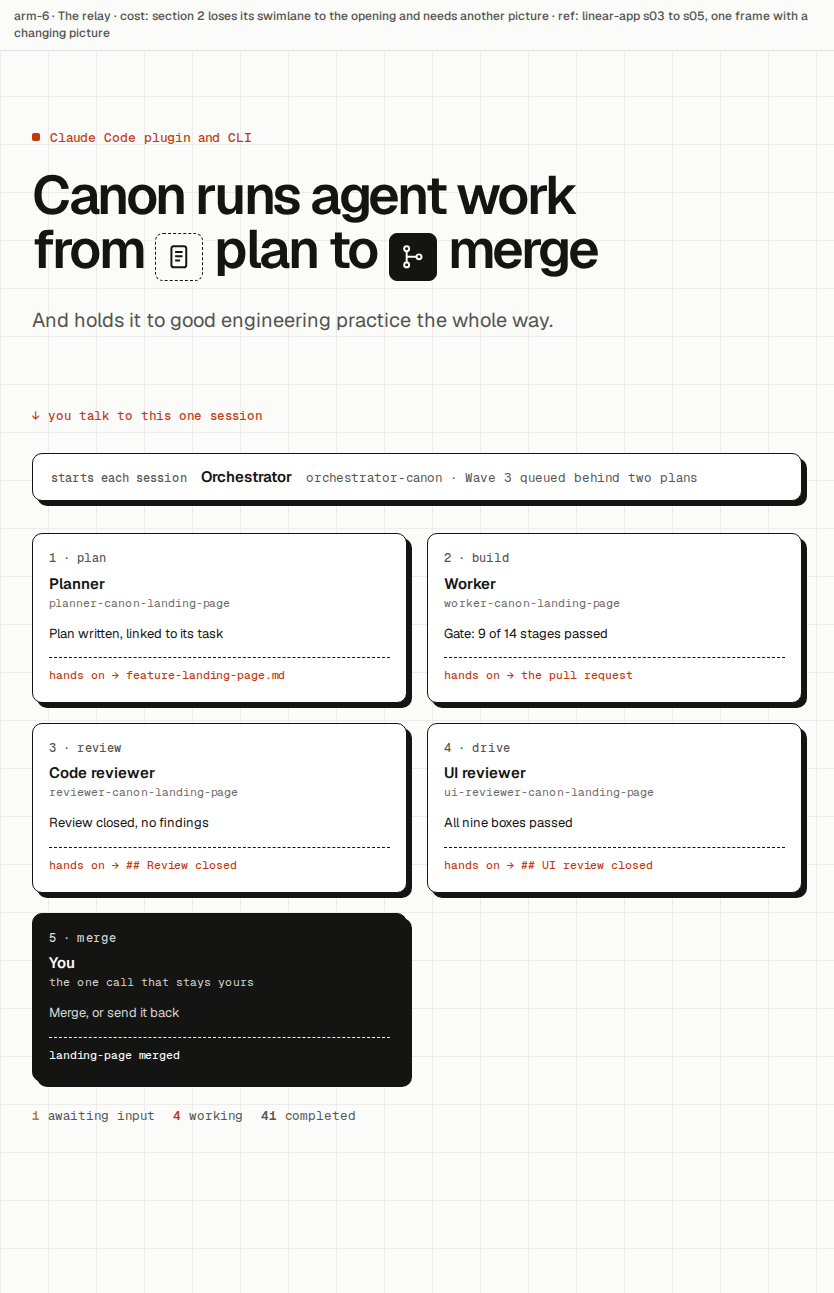 arm-6 · The relay · cost: section 2 loses its swimlane to the opening and needs another picture · ref: linear-app s03 to s05, one frame with a
changing picture
Claude Code plugin and CLI
Canon runs agent work
from plan to merge
And holds it to good engineering practice the whole way.
↓ you talk to this one session
starts each session Orchestrator orchestrator-canon · Wave 3 queued behind two plans
1 · plan
Planner
planner-canon-landing-page
Plan written, linked to its task
hands on → feature-landing-page.md
2 · build
Worker
worker-canon-landing-page
Gate: 9 of 14 stages passed
hands on → the pull request
3 · review
Code reviewer
reviewer-canon-landing-page
Review closed, no findings
hands on → ## Review closed
4 · drive
UI reviewer
ui-reviewer-canon-landing-page
All nine boxes passed
hands on → ## UI review closed
5 · merge
You
the one call that stays yours
Merge, or send it back
landing-page merged
1 awaiting input 4 working 41 completed